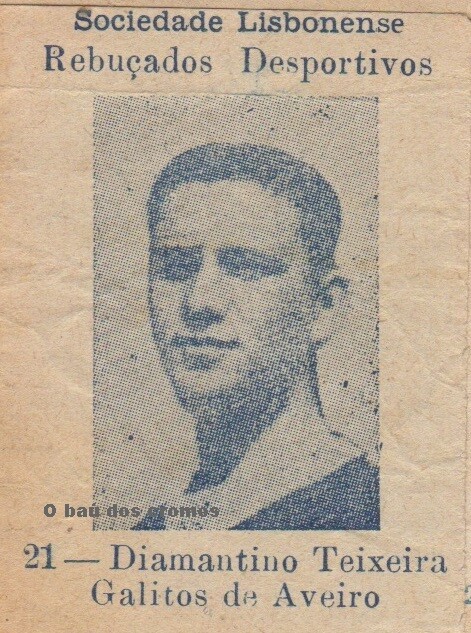 Sociedade Lisbonense
Rebuçados Desportivos
O baú dos cromos
21 — Diamantino Teixeira
Galitos de Aveiro